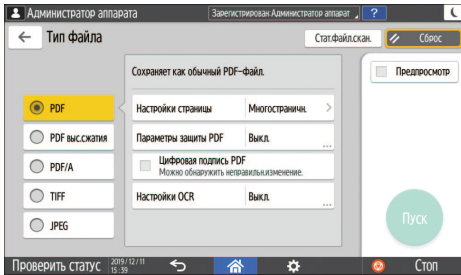 Администратор аппарата
Зарегистрирован:Администратор аппарат
?
Тип файла
Стат.файл.скан.
Сброс
Предпросмотр
Сохраняет как обычный PDF-файл.
PDF
Настройки страницы
Многостраничн.
PDF выс.сжатия
Параметры защиты PDF
Выкл.
PDF/A
Цифровая подпись PDF
Можно обнаружить неправильн.изменение.
TIFF
Настройки OCR
Выкл.
JPEG
Пуск
Проверить статус
2019/12/11
15:39
Стоп